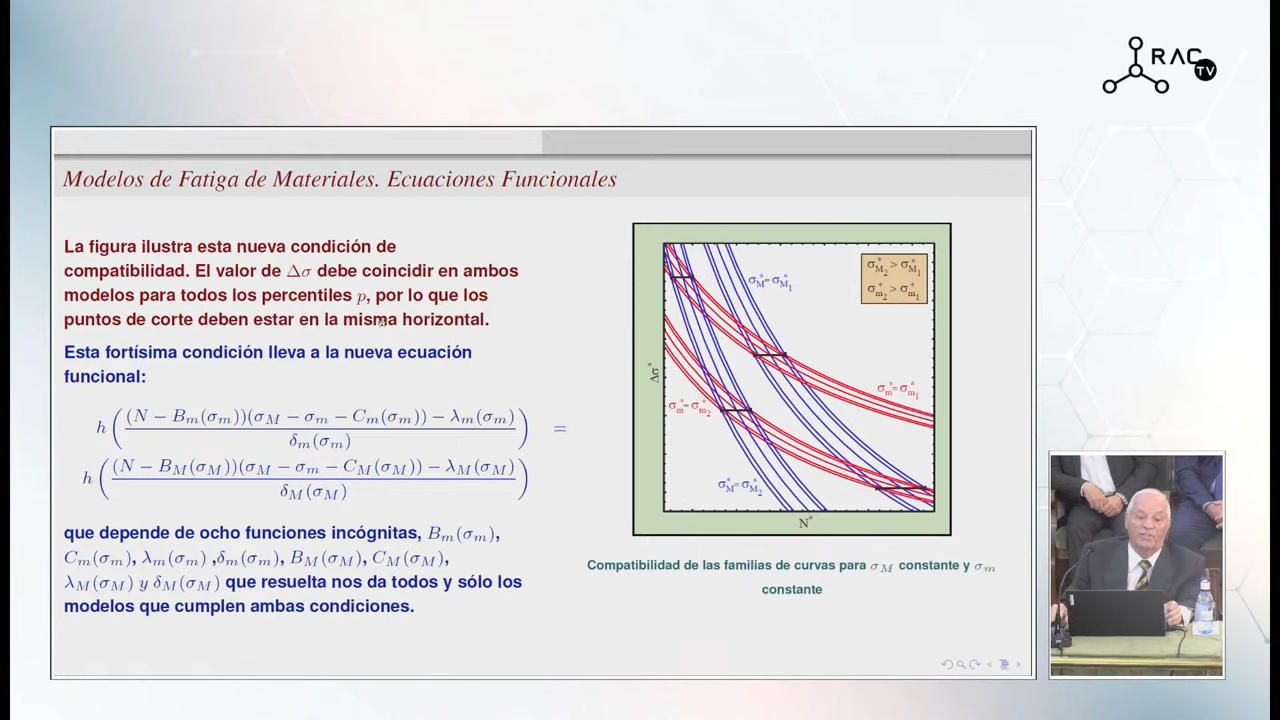 RAC
TV
Modelos de Fatiga de Materiales. Ecuaciones Funcionales
La figura ilustra esta nueva condición de
compatibilidad. El valor de Δσ debe coincidir en ambos
modelos para todos los percentiles p, por lo que los
puntos de corte deben estar en la misma horizontal.
Esta fortísima condición lleva a la nueva ecuación
funcional:
h ( (N − B_m(σ_m))(σ_M − σ_m − C_m(σ_m)) − λ_m(σ_m) / δ_m(σ_m) ) =
h ( (N − B_M(σ_M))(σ_M − σ_m − C_M(σ_M)) − λ_M(σ_M) / δ_M(σ_M) )
que depende de ocho funciones incógnitas, B_m(σ_m),
C_m(σ_m), λ_m(σ_m) ,δ_m(σ_m), B_M(σ_M), C_M(σ_M),
λ_M(σ_M) y δ_M(σ_M) que resuelta nos da todos y sólo los
modelos que cumplen ambas condiciones.
σ*_M=σ*_M1
σ*_M2 > σ*_M1
σ*_m2 > σ*_m1
Δσ*
σ*_m=σ*_m1
σ*_m=σ*_m2
σ*_M=σ*_M2
N*
Compatibilidad de las familias de curvas para σ_M constante y σ_m
constante